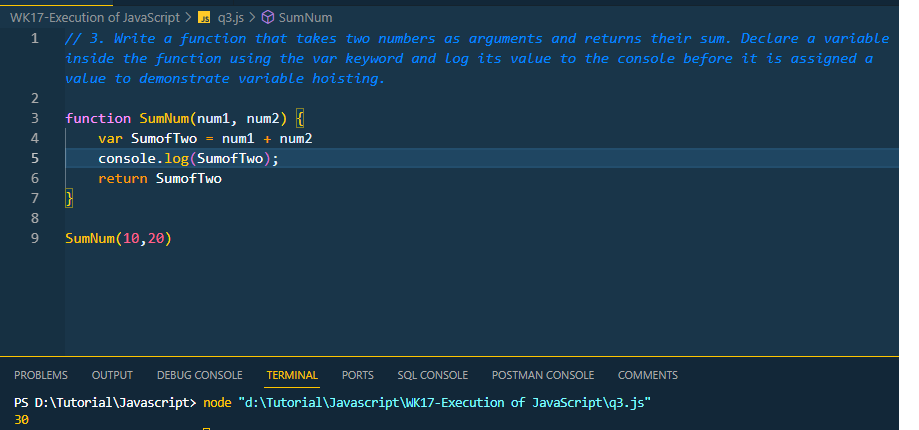 WK17-Execution of JavaScript > JS q3.js > SumNum
1 // 3. Write a function that takes two numbers as arguments and returns their sum. Declare a variable
inside the function using the var keyword and log its value to the console before it is assigned a
value to demonstrate variable hoisting.
2
3 function SumNum(num1, num2) {
4 var SumofTwo = num1 + num2
5 console.log(SumofTwo);
6 return SumofTwo
7 }
8
9 SumNum(10,20)
PROBLEMS OUTPUT DEBUG CONSOLE TERMINAL PORTS SQL CONSOLE POSTMAN CONSOLE COMMENTS
PS D:\Tutorial\Javascript> node "d:\Tutorial\Javascript\WK17-Execution of JavaScript\q3.js"
30